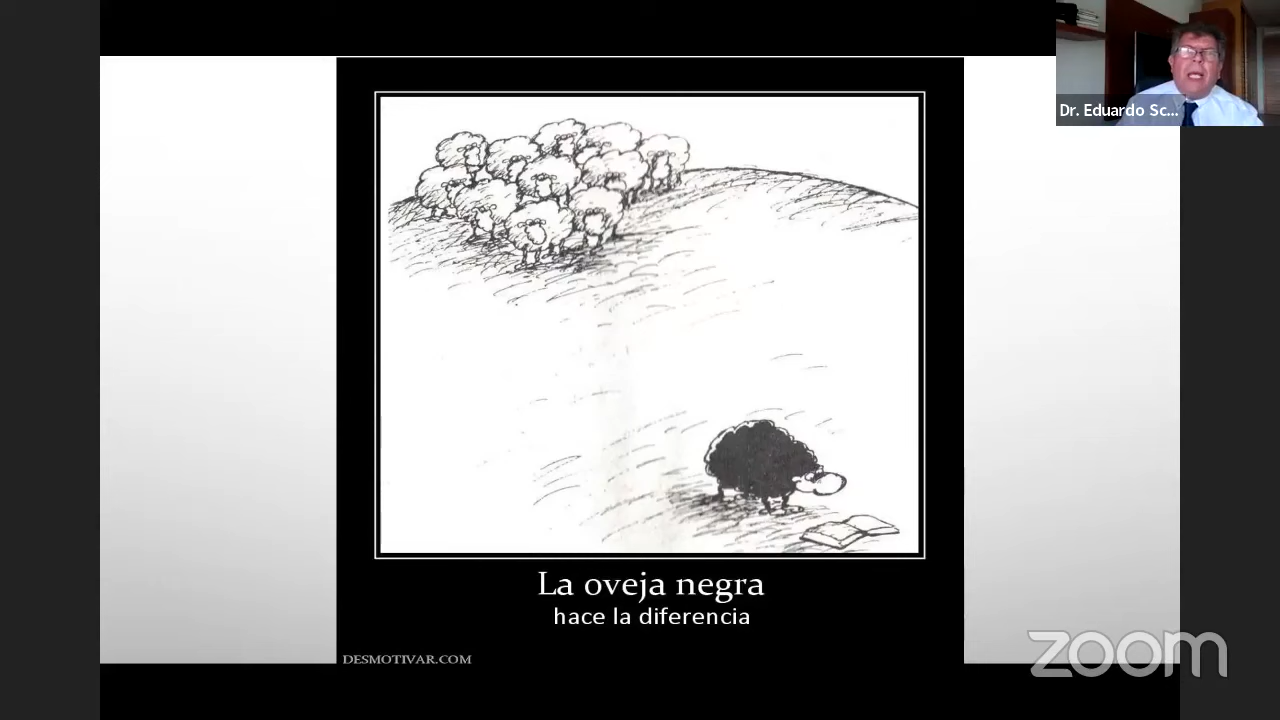 Dr. Eduardo Sc...
La oveja negra
hace la diferencia
DESMOTIVAR.COM
zoom